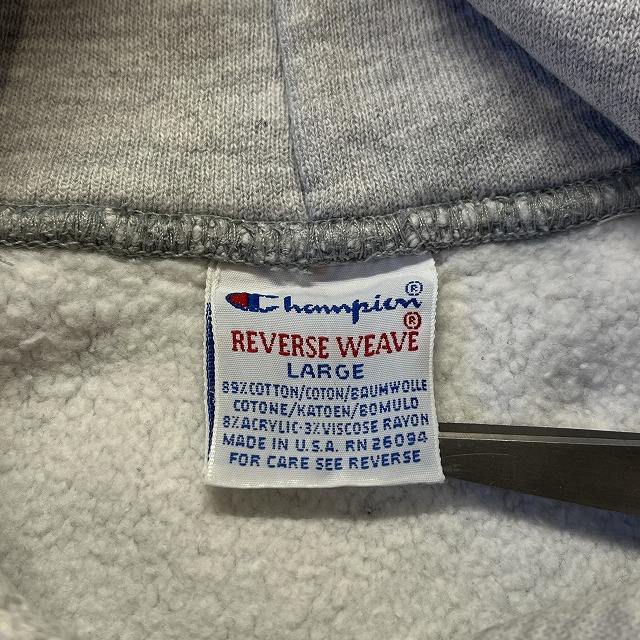 Champion®
REVERSE WEAVE®
LARGE
89% COTTON/COTON/BAUMWOLLE
COTONE/KATOEN/BOMULD
8% ACRYLIC-3% VISCOSE RAYON
MADE IN U.S.A. RN 26094
FOR CARE SEE REVERSE